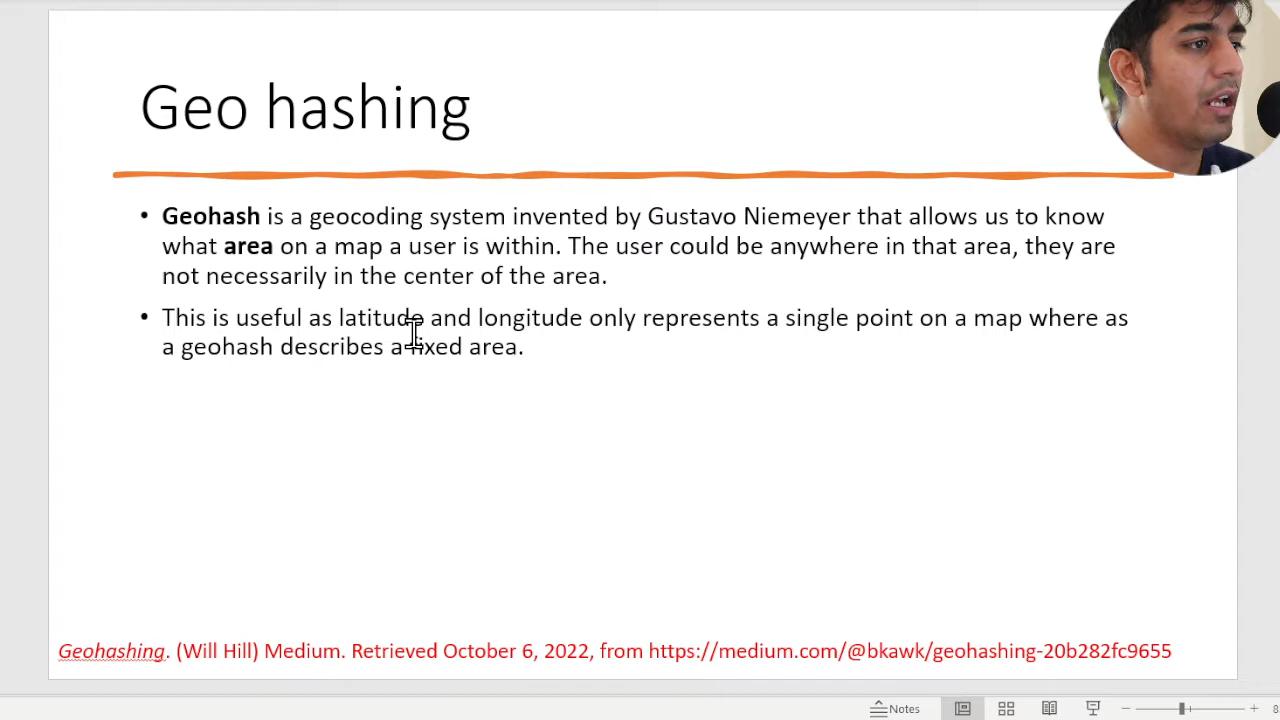 Geo hashing
• Geohash is a geocoding system invented by Gustavo Niemeyer that allows us to know
what area on a map a user is within. The user could be anywhere in that area, they are
not necessarily in the center of the area.
• This is useful as latitude and longitude only represents a single point on a map where as
a geohash describes a fixed area.
Geohashing. (Will Hill) Medium. Retrieved October 6, 2022, from https://medium.com/@bkawk/geohashing-20b282fc9655
Notes
8